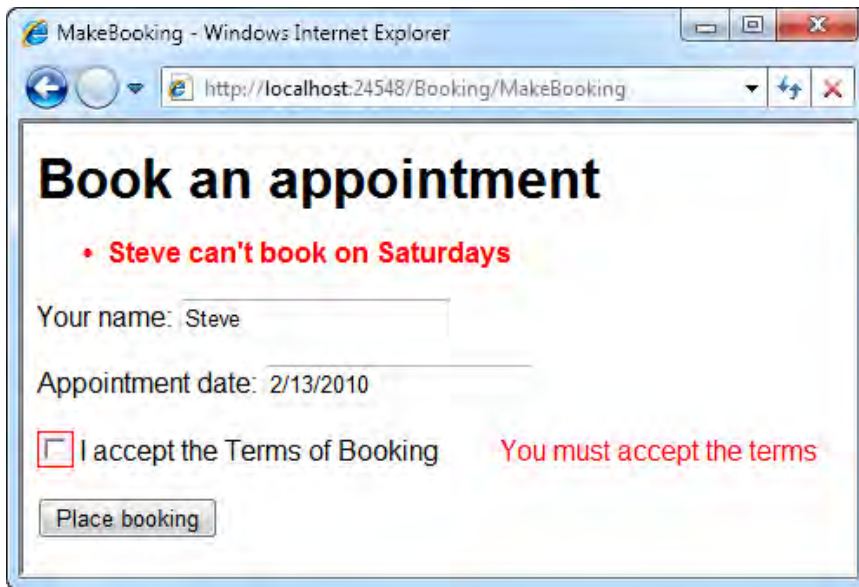 MakeBooking - Windows Internet Explorer
http://localhost:24548/Booking/MakeBooking
Book an appointment
• Steve can't book on Saturdays
Your name: Steve
Appointment date: 2/13/2010
I accept the Terms of Booking You must accept the terms
Place booking